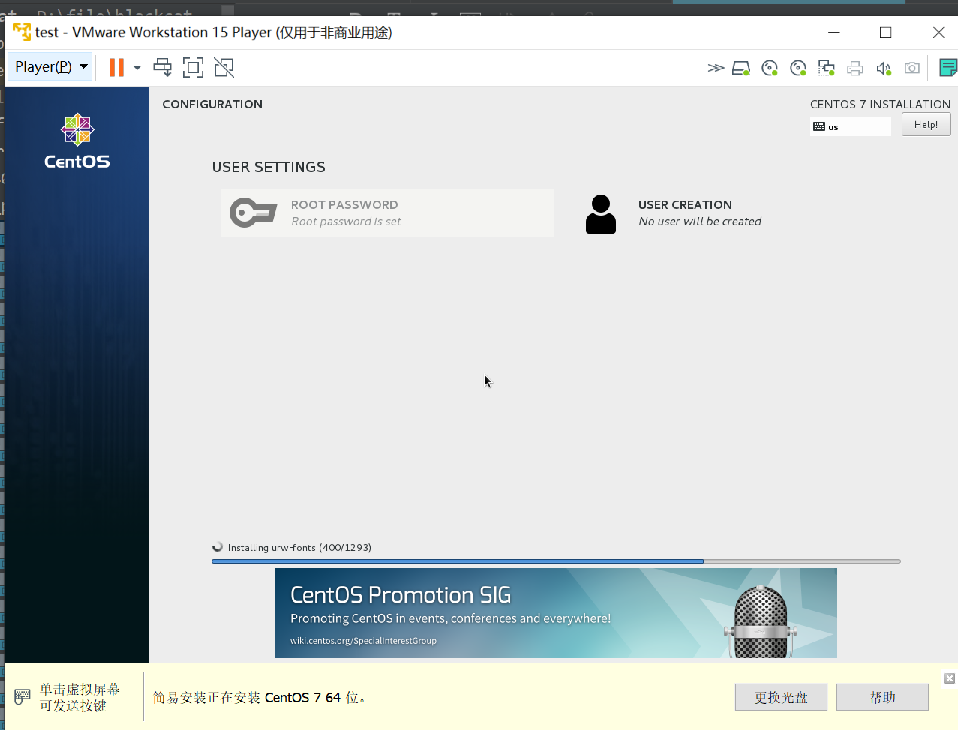 test - VMware Workstation 15 Player (仅用于非商业用途)
Player(P)
CentOS
CONFIGURATION
CENTOS 7 INSTALLATION
us
Help!
USER SETTINGS
ROOT PASSWORD
Root password is set
USER CREATION
No user will be created
Installing urw-fonts (400/1293)
CentOS Promotion SIG
Promoting CentOS in events, conferences and everywhere!
wiki.centos.org/SpecialInterestGroup
单击虚拟屏幕
可发送按键
简易安装正在安装 CentOS 7 64 位。
更换光盘
帮助